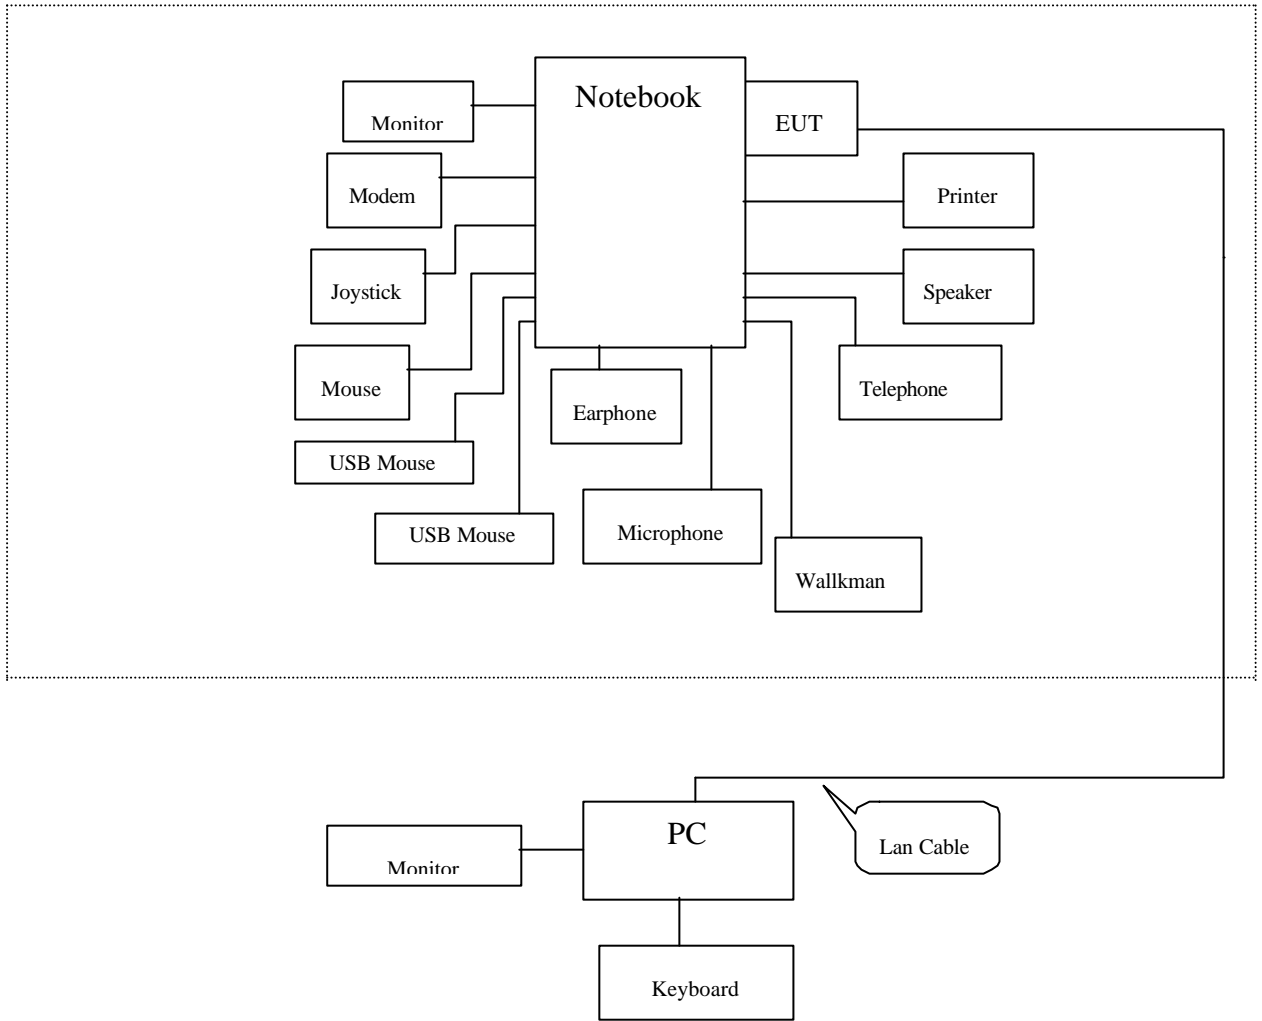 Notebook
EUT
Monitor
Modem
Printer
Joystick
Speaker
Mouse
Telephone
Earphone
USB Mouse
USB Mouse
Microphone
Wallkman
PC
Lan Cable
Monitor
Keyboard